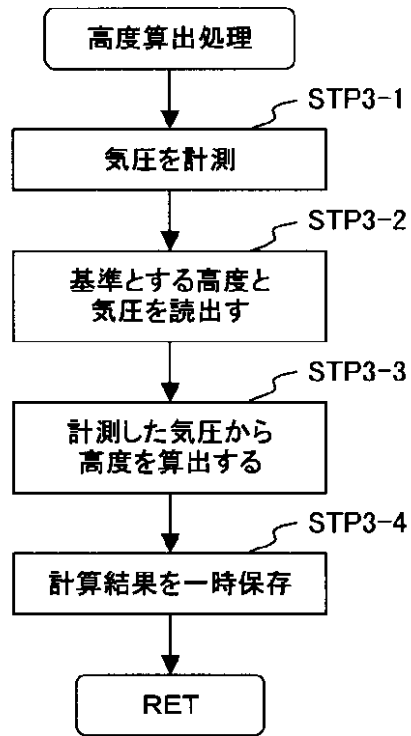 高度算出処理
STP3-1
気圧を計測
STP3-2
基準とする高度と
気圧を読出す
STP3-3
計測した気圧から
高度を算出する
STP3-4
計算結果を一時保存
RET